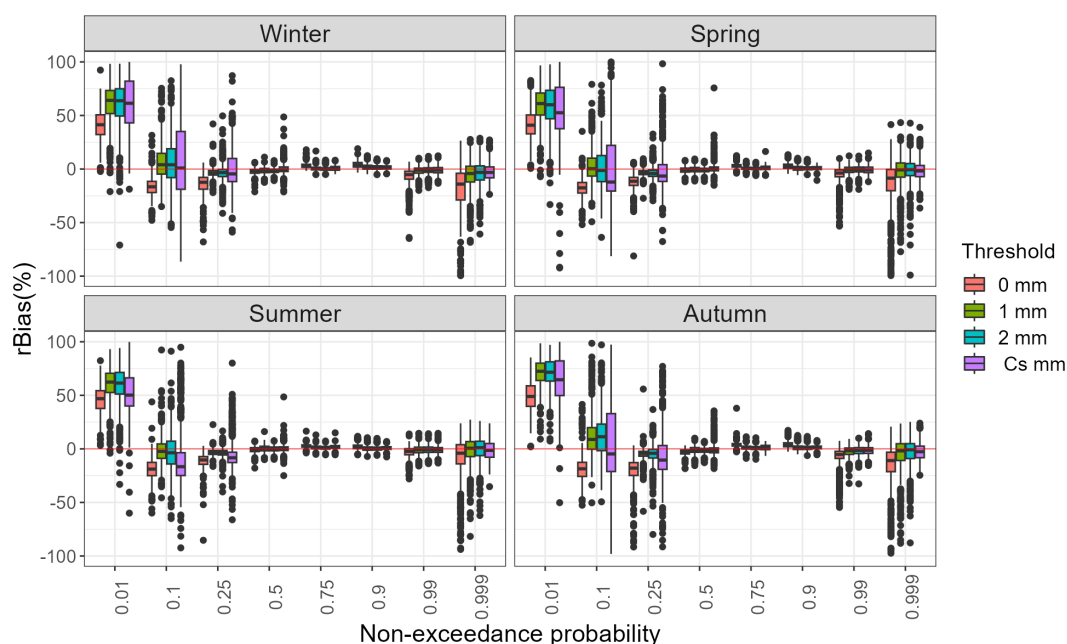 Winter
Spring
100
50
0
-50
-100
Summer
Autumn
100
50
0
-50
-100
rBias(%)
0.01
0.1
0.25
0.5
0.75
0.9
0.99
0.999
0.01
0.1
0.25
0.5
0.75
0.9
0.99
0.999
Non-exceedance probability
Threshold
0 mm
1 mm
2 mm
Cs mm